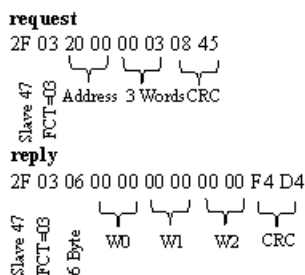 request
2F 03 20 00 00 03 08 45
Slave 47
FCT=03
Address 3 Words CRC
reply
2F 03 06 00 00 00 00 00 00 F4 D4
Slave 47
FCT=03
6 Byte
W0 W1 W2 CRC